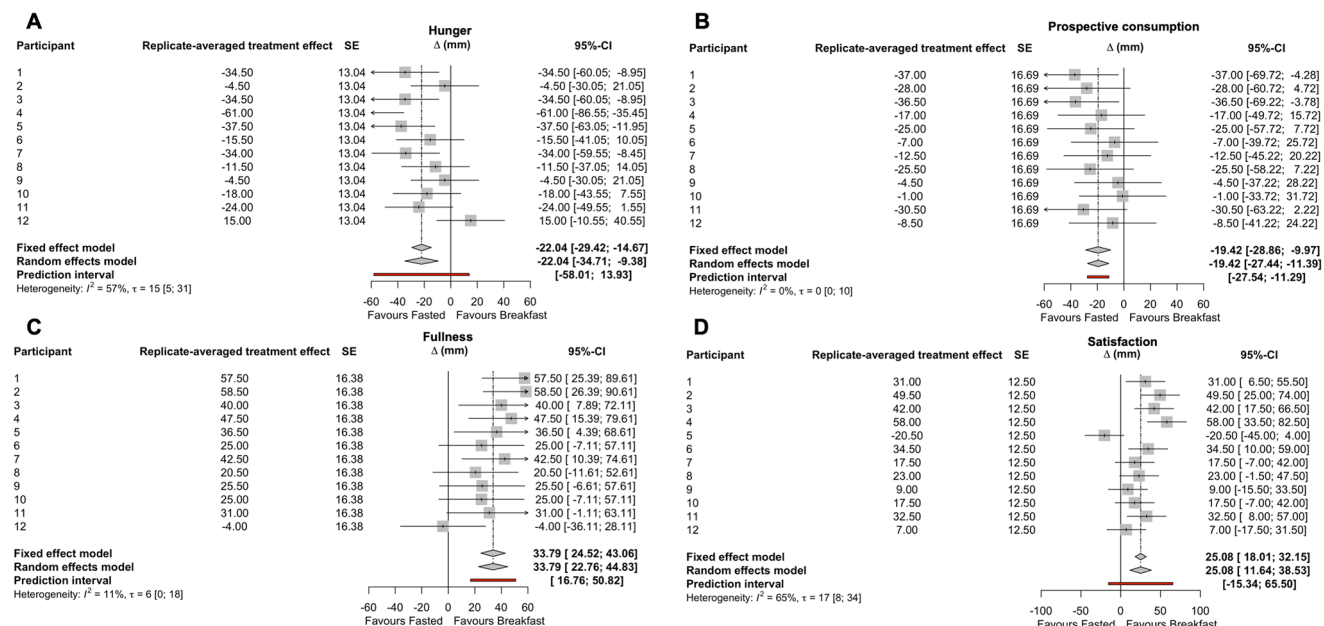 A
Hunger
Participant Replicate-averaged treatment effect SE Δ (mm) 95%-CI
1 -34.50 13.04 -34.50 [-60.05; -8.95]
2 -4.50 13.04 -4.50 [-30.05; 21.05]
3 -34.50 13.04 -34.50 [-60.05; -8.95]
4 -61.00 13.04 -61.00 [-86.55; -35.45]
5 -37.50 13.04 -37.50 [-63.05; -11.95]
6 -15.50 13.04 -15.50 [-41.05; 10.05]
7 -34.00 13.04 -34.00 [-59.55; -8.45]
8 -11.50 13.04 -11.50 [-37.05; 14.05]
9 -4.50 13.04 -4.50 [-30.05; 21.05]
10 -18.00 13.04 -18.00 [-43.55; 7.55]
11 -24.00 13.04 -24.00 [-49.55; 1.55]
12 15.00 13.04 15.00 [-10.55; 40.55]
Fixed effect model -22.04 [-29.42; -14.67]
Random effects model -22.04 [-34.71; -9.38]
Prediction interval [-58.01; 13.93]
Heterogeneity: I² = 57%, τ = 15 [5; 31]
-60 -40 -20 0 20 40 60
Favours Fasted Favours Breakfast
B
Prospective consumption
Participant Replicate-averaged treatment effect SE Δ (mm) 95%-CI
1 -37.00 16.69 -37.00 [-69.72; -4.28]
2 -28.00 16.69 -28.00 [-60.72; 4.72]
3 -36.50 16.69 -36.50 [-69.22; -3.78]
4 -17.00 16.69 -17.00 [-49.72; 15.72]
5 -25.00 16.69 -25.00 [-57.72; 7.72]
6 -7.00 16.69 -7.00 [-39.72; 25.72]
7 -12.50 16.69 -12.50 [-45.22; 20.22]
8 -25.50 16.69 -25.50 [-58.22; 7.22]
9 -4.50 16.69 -4.50 [-37.22; 28.22]
10 -1.00 16.69 -1.00 [-33.72; 31.72]
11 -30.50 16.69 -30.50 [-63.22; 2.22]
12 -8.50 16.69 -8.50 [-41.22; 24.22]
Fixed effect model -19.42 [-28.86; -9.97]
Random effects model -19.42 [-27.44; -11.39]
Prediction interval [-27.54; -11.29]
Heterogeneity: I² = 0%, τ = 0 [0; 10]
-60 -40 -20 0 20 40 60
Favours Fasted Favours Breakfast
C
Fullness
Participant Replicate-averaged treatment effect SE Δ (mm) 95%-CI
1 57.50 16.38 57.50 [ 25.39; 89.61]
2 58.50 16.38 58.50 [ 26.39; 90.61]
3 40.00 16.38 40.00 [ 7.89; 72.11]
4 47.50 16.38 47.50 [ 15.39; 79.61]
5 36.50 16.38 36.50 [ 4.39; 68.61]
6 25.00 16.38 25.00 [ -7.11; 57.11]
7 42.50 16.38 42.50 [ 10.39; 74.61]
8 20.50 16.38 20.50 [-11.61; 52.61]
9 25.50 16.38 25.50 [ -6.61; 57.61]
10 25.00 16.38 25.00 [ -7.11; 57.11]
11 31.00 16.38 31.00 [ -1.11; 63.11]
12 -4.00 16.38 -4.00 [-36.11; 28.11]
Fixed effect model 33.79 [ 24.52; 43.06]
Random effects model 33.79 [ 22.76; 44.83]
Prediction interval [ 16.76; 50.82]
Heterogeneity: I² = 11%, τ = 6 [0; 18]
-60 -40 -20 0 20 40 60
Favours Fasted Favours Breakfast
D
Satisfaction
Participant Replicate-averaged treatment effect SE Δ (mm) 95%-CI
1 31.00 12.50 31.00 [ 6.50; 55.50]
2 49.50 12.50 49.50 [ 25.00; 74.00]
3 42.00 12.50 42.00 [ 17.50; 66.50]
4 58.00 12.50 58.00 [ 33.50; 82.50]
5 -20.50 12.50 -20.50 [-45.00; 4.00]
6 34.50 12.50 34.50 [ 10.00; 59.00]
7 17.50 12.50 17.50 [ -7.00; 42.00]
8 23.00 12.50 23.00 [ -1.50; 47.50]
9 9.00 12.50 9.00 [-15.50; 33.50]
10 17.50 12.50 17.50 [ -7.00; 42.00]
11 32.50 12.50 32.50 [ 8.00; 57.00]
12 7.00 12.50 7.00 [-17.50; 31.50]
Fixed effect model 25.08 [ 18.01; 32.15]
Random effects model 25.08 [ 11.64; 38.53]
Prediction interval [-15.34; 65.50]
Heterogeneity: I² = 65%, τ = 17 [8; 34]
-100 -50 0 50 100
Favours Fasted Favours Breakfast